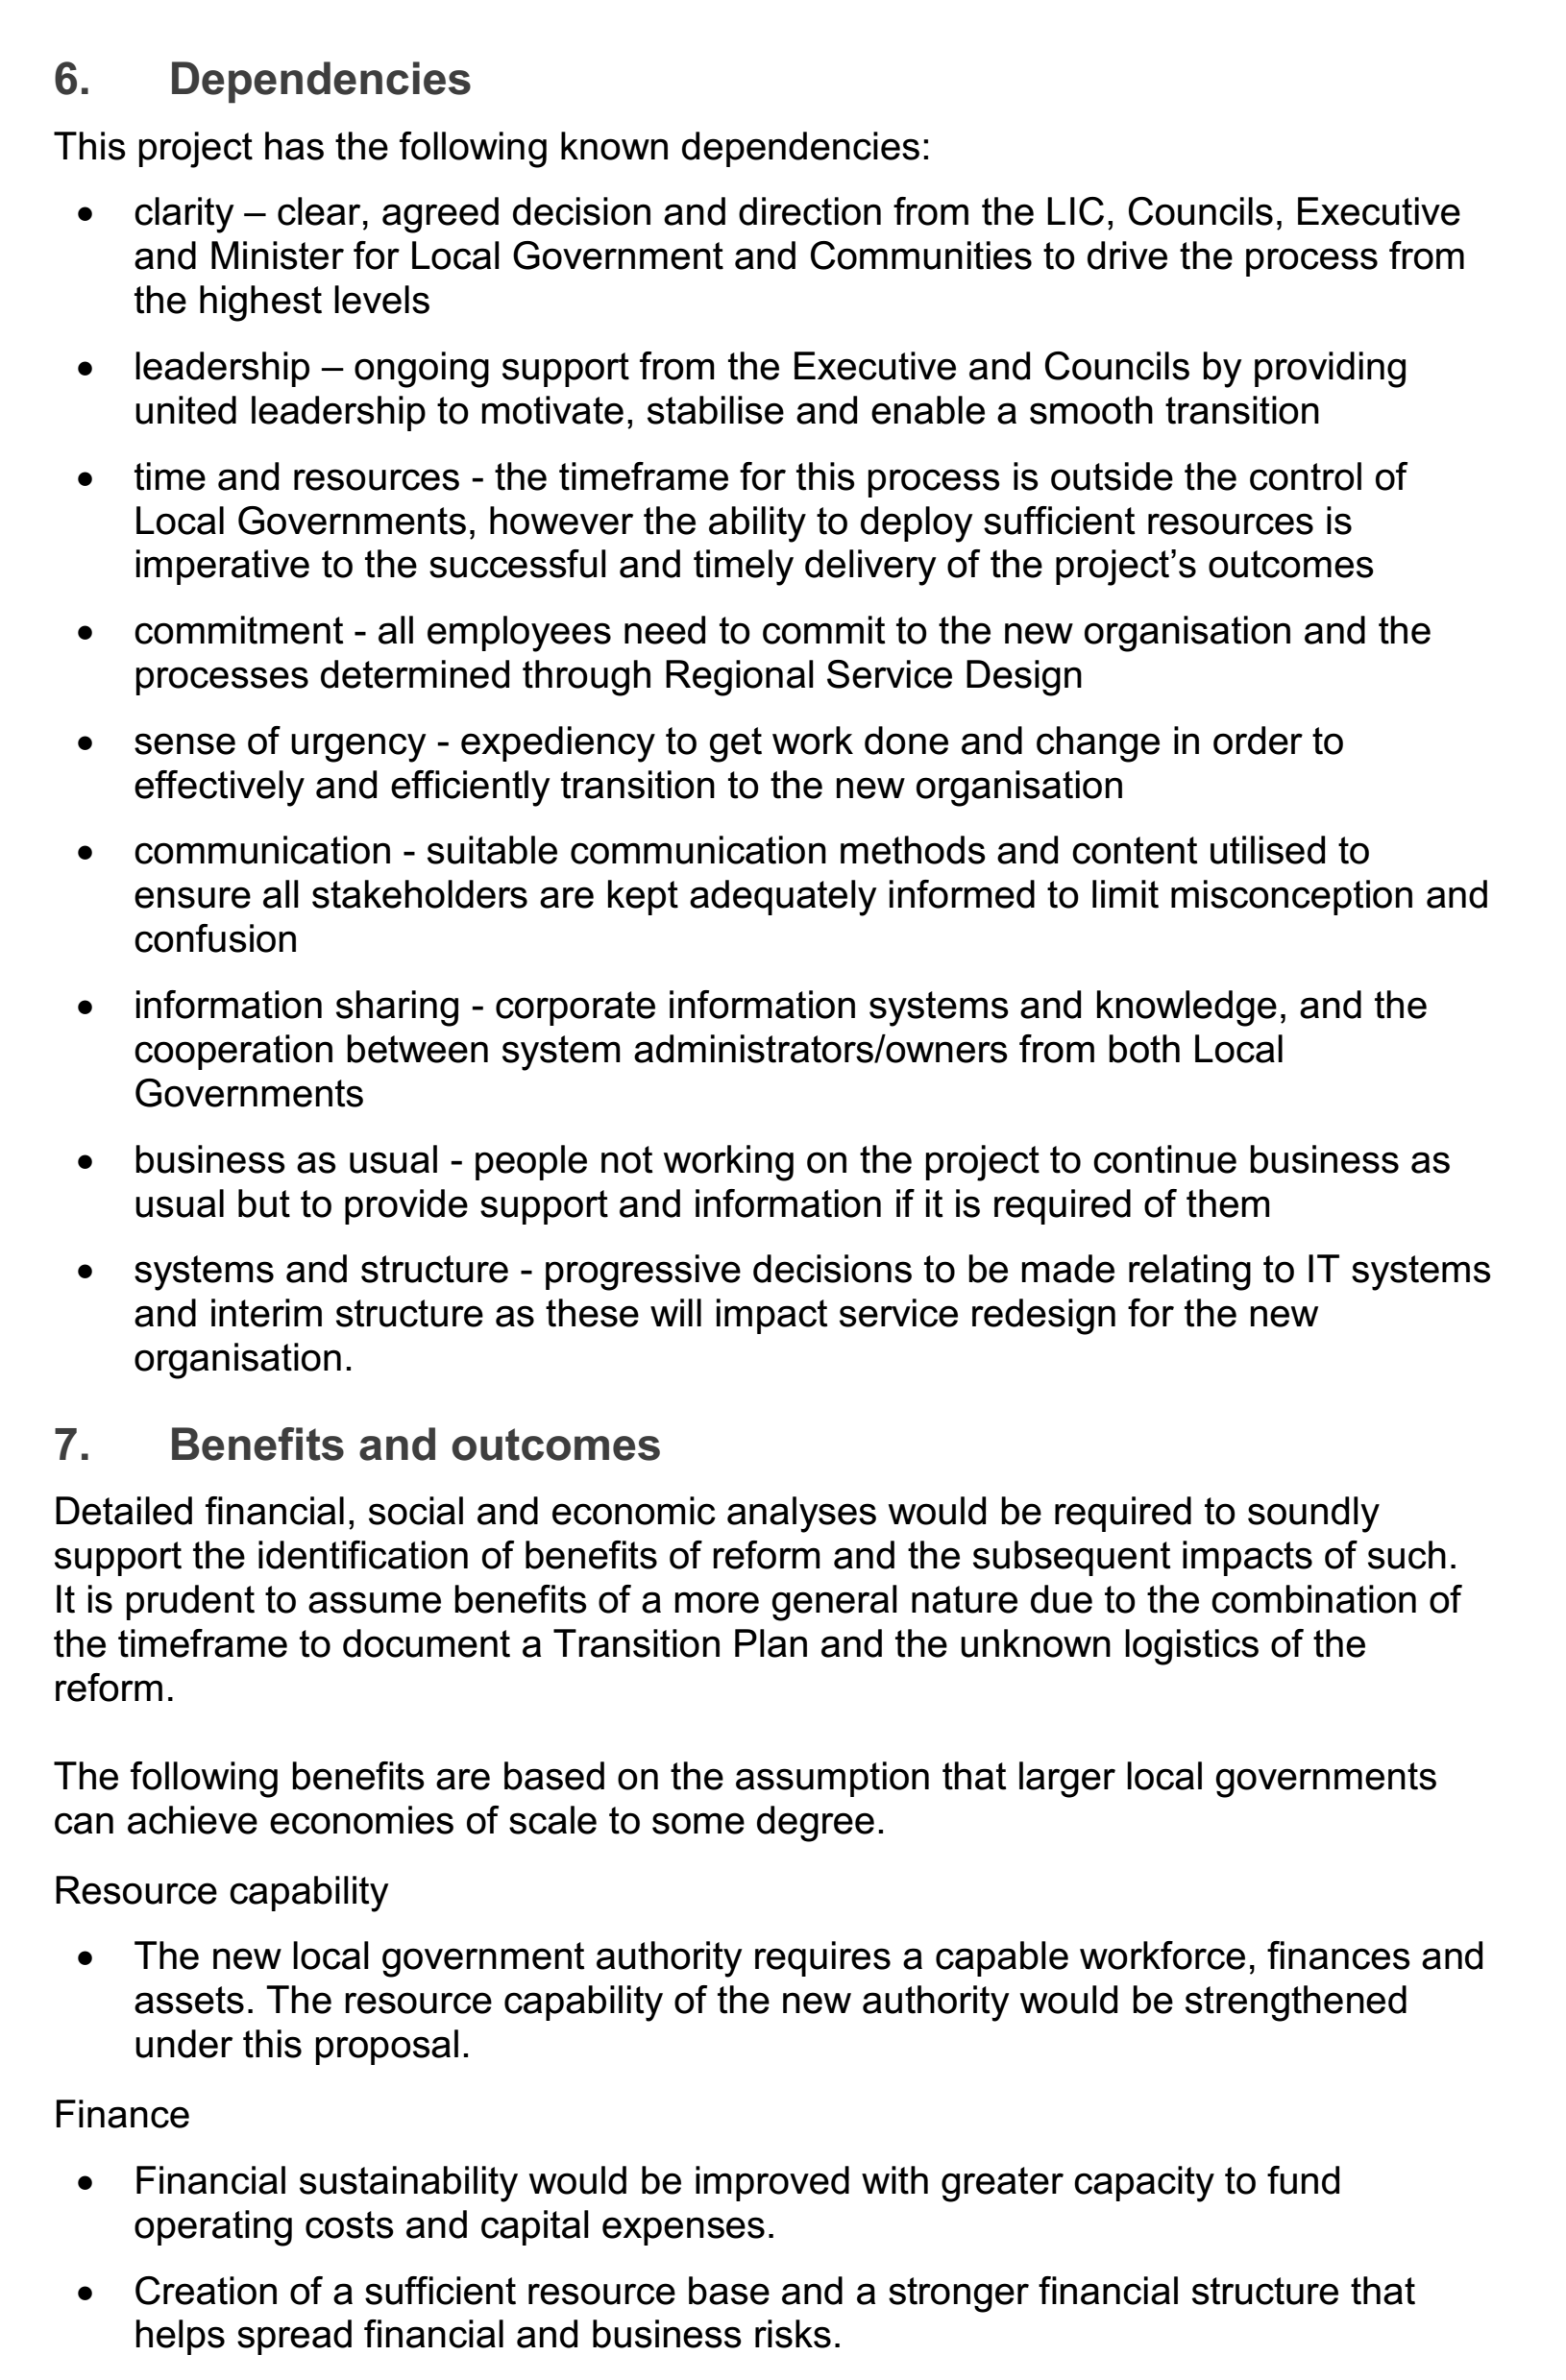 6. Dependencies
This project has the following known dependencies:
• clarity – clear, agreed decision and direction from the LIC, Councils, Executive
and Minister for Local Government and Communities to drive the process from
the highest levels
• leadership – ongoing support from the Executive and Councils by providing
united leadership to motivate, stabilise and enable a smooth transition
• time and resources - the timeframe for this process is outside the control of
Local Governments, however the ability to deploy sufficient resources is
imperative to the successful and timely delivery of the project’s outcomes
• commitment - all employees need to commit to the new organisation and the
processes determined through Regional Service Design
• sense of urgency - expediency to get work done and change in order to
effectively and efficiently transition to the new organisation
• communication - suitable communication methods and content utilised to
ensure all stakeholders are kept adequately informed to limit misconception and
confusion
• information sharing - corporate information systems and knowledge, and the
cooperation between system administrators/owners from both Local
Governments
• business as usual - people not working on the project to continue business as
usual but to provide support and information if it is required of them
• systems and structure - progressive decisions to be made relating to IT systems
and interim structure as these will impact service redesign for the new
organisation.
7. Benefits and outcomes
Detailed financial, social and economic analyses would be required to soundly
support the identification of benefits of reform and the subsequent impacts of such.
It is prudent to assume benefits of a more general nature due to the combination of
the timeframe to document a Transition Plan and the unknown logistics of the
reform.
The following benefits are based on the assumption that larger local governments
can achieve economies of scale to some degree.
Resource capability
• The new local government authority requires a capable workforce, finances and
assets. The resource capability of the new authority would be strengthened
under this proposal.
Finance
• Financial sustainability would be improved with greater capacity to fund
operating costs and capital expenses.
• Creation of a sufficient resource base and a stronger financial structure that
helps spread financial and business risks.